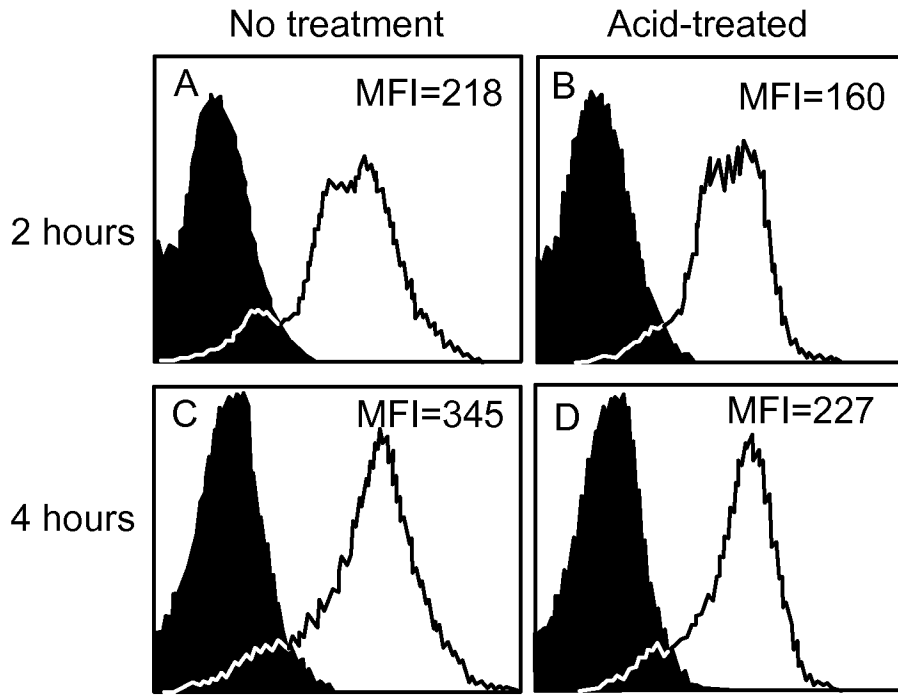 No treatment
Acid-treated
2 hours
A
MFI=218
B
MFI=160
4 hours
C
MFI=345
D
MFI=227